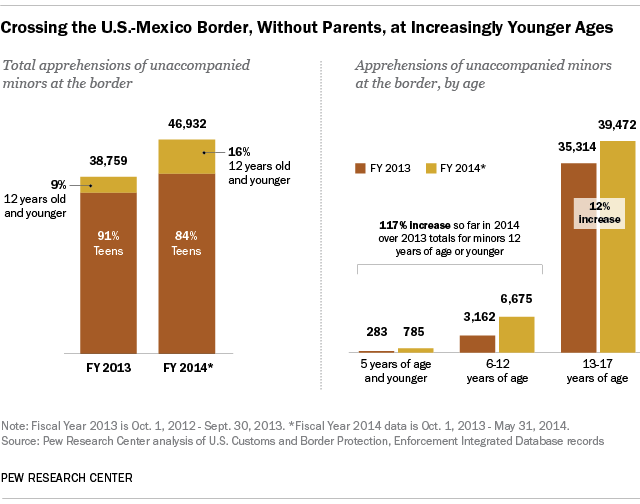 Crossing the U.S.-Mexico Border, Without Parents, at Increasingly Younger Ages
Total apprehensions of unaccompanied
minors at the border
46,932
38,759
16%
12 years old
and younger
9%
12 years old
and younger
91%
Teens
84%
Teens
FY 2013
FY 2014*
Apprehensions of unaccompanied minors
at the border, by age
39,472
35,314
FY 2013
FY 2014*
12%
increase
117% increase so far in 2014
over 2013 totals for minors 12
years of age or younger
6,675
3,162
283
785
5 years of age
and younger
6-12
years of age
13-17
years of age
Note: Fiscal Year 2013 is Oct. 1, 2012 - Sept. 30, 2013. *Fiscal Year 2014 data is Oct. 1, 2013 - May 31, 2014.
Source: Pew Research Center analysis of U.S. Customs and Border Protection, Enforcement Integrated Database records
PEW RESEARCH CENTER